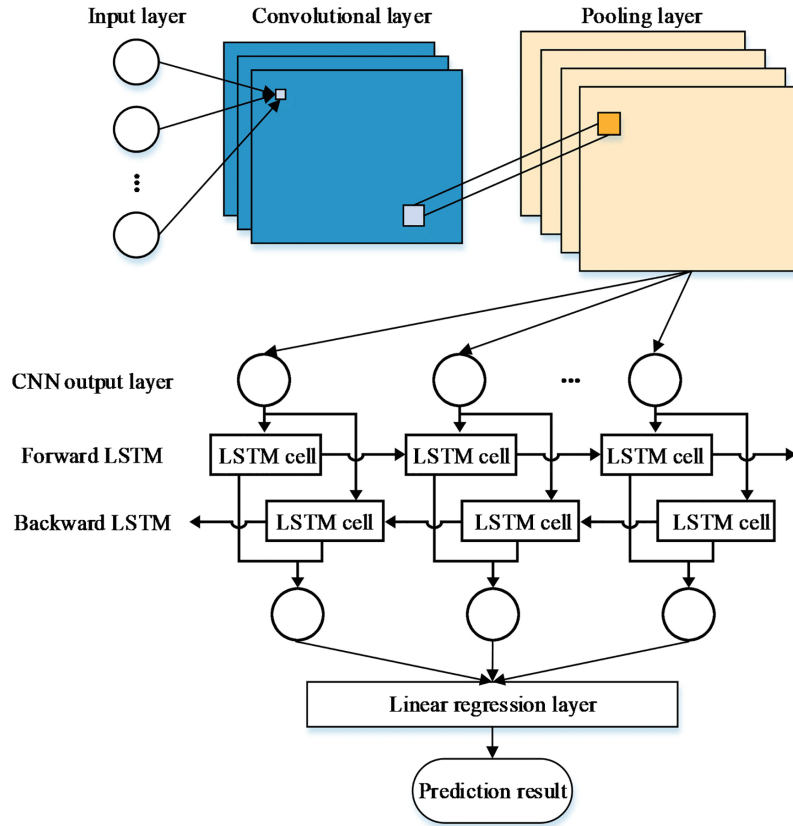 Input layer
Convolutional layer
Pooling layer
CNN output layer
Forward LSTM
LSTM cell
LSTM cell
LSTM cell
Backward LSTM
LSTM cell
LSTM cell
LSTM cell
Linear regression layer
Prediction result